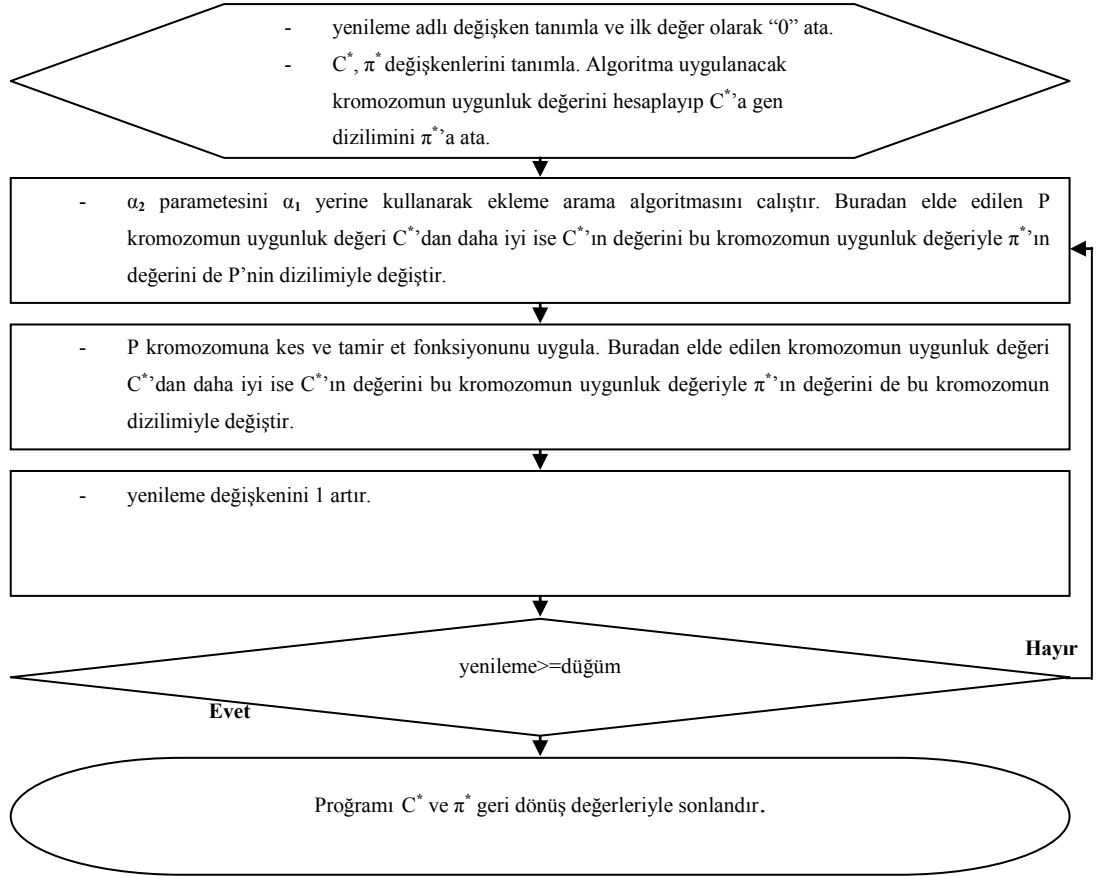 - yenileme adlı değişken tanımla ve ilk değer olarak “0” ata.
- C*, π* değişkenlerini tanımla. Algoritma uygulanacak
kromozomun uygunluk değerini hesaplayıp C*’a gen
dizilimini π*’a ata.
- α2 parametesini α1 yerine kullanarak ekleme arama algoritmasını calıştır. Buradan elde edilen P
kromozomun uygunluk değeri C*’dan daha iyi ise C*’ın değerini bu kromozomun uygunluk değeriyle π*’ın
değerini de P’nin dizilimiyle değiştir.
- P kromozomuna kes ve tamir et fonksiyonunu uygula. Buradan elde edilen kromozomun uygunluk değeri
C*’dan daha iyi ise C*’ın değerini bu kromozomun uygunluk değeriyle π*’ın değerini de bu kromozomun
dizilimiyle değiştir.
- yenileme değişkenini 1 artır.
Hayır
yenileme>=düğüm
Evet
Proğramı C* ve π* geri dönüş değerleriyle sonlandır.